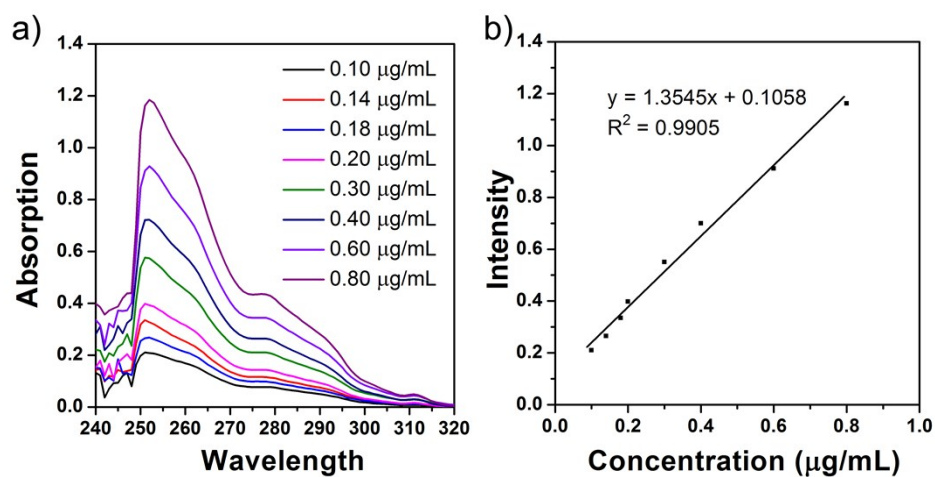 a)
1.4
1.2
1.0
0.8
0.6
0.4
0.2
0.0
Absorption
0.10 μg/mL
0.14 μg/mL
0.18 μg/mL
0.20 μg/mL
0.30 μg/mL
0.40 μg/mL
0.60 μg/mL
0.80 μg/mL
240 250 260 270 280 290 300 310 320
Wavelength
b)
1.4
1.2
1.0
0.8
0.6
0.4
0.2
0.0
Intensity
y = 1.3545x + 0.1058
R² = 0.9905
0.0 0.2 0.4 0.6 0.8 1.0
Concentration (μg/mL)